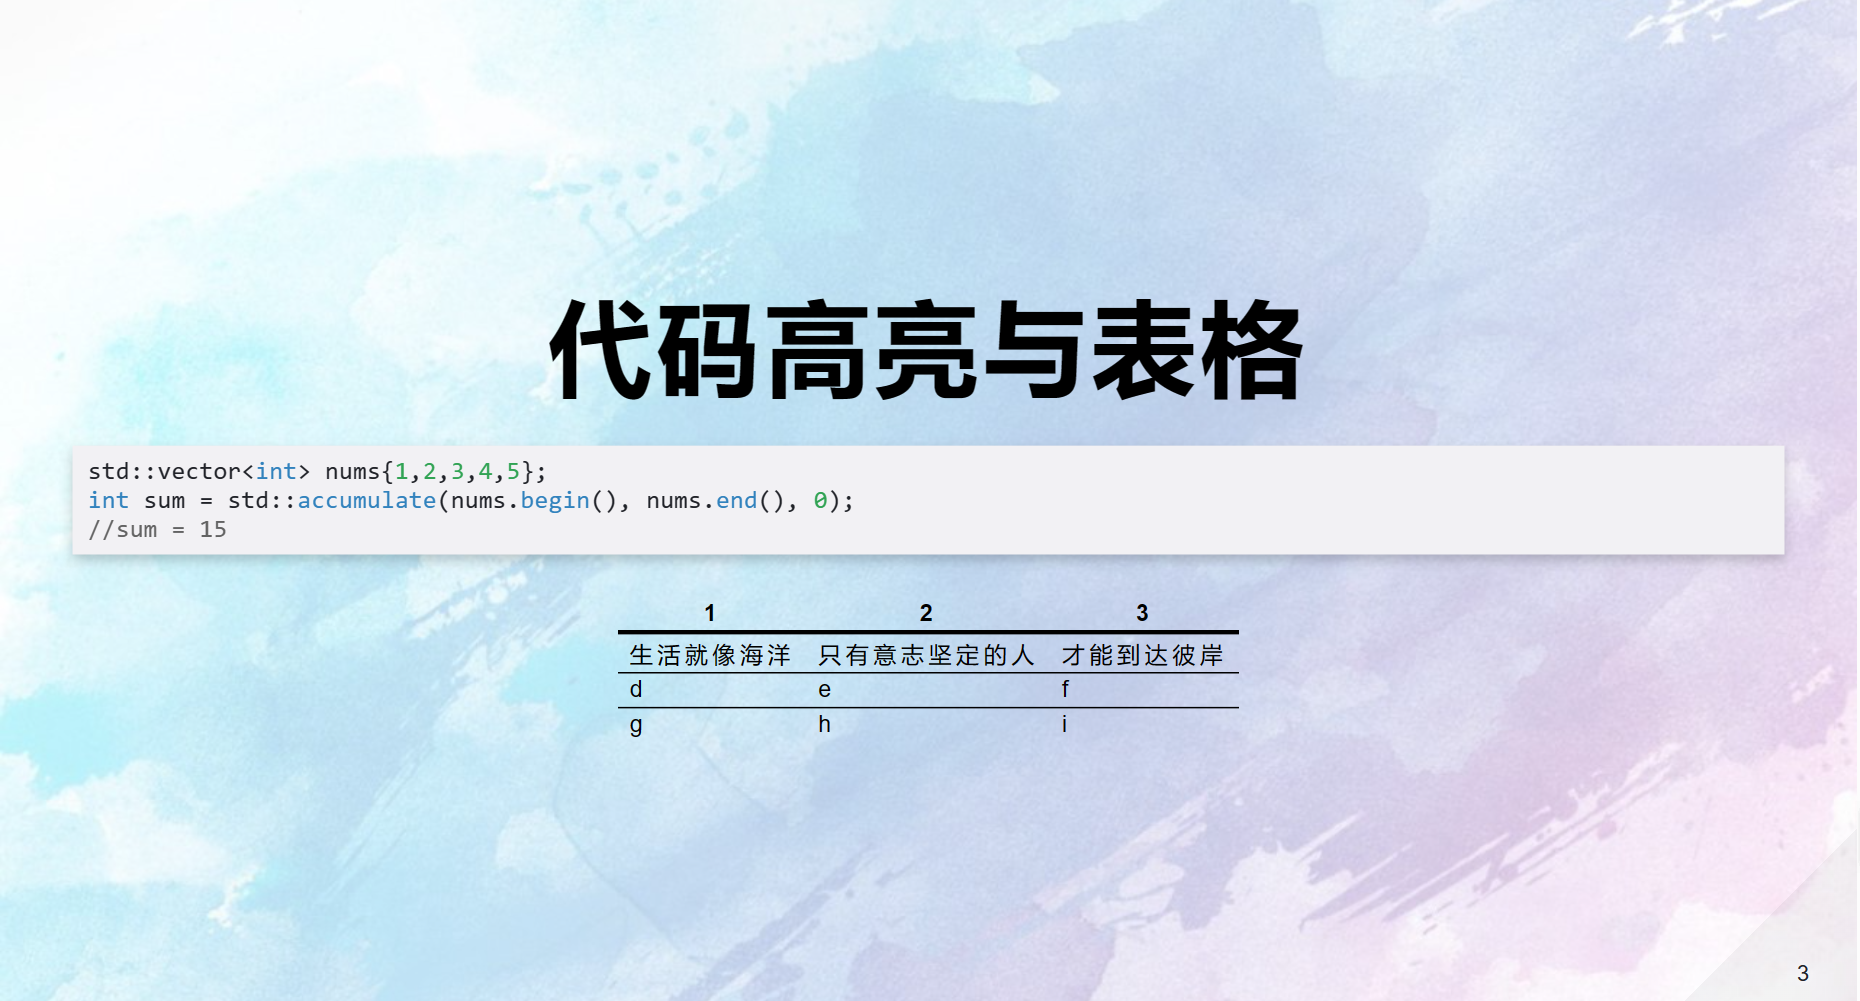 代码高亮与表格
std::vector<int> nums{1,2,3,4,5};
int sum = std::accumulate(nums.begin(), nums.end(), 0);
//sum = 15
1 2 3
生活就像海洋 只有意志坚定的人 才能到达彼岸
d e f
g h i
3